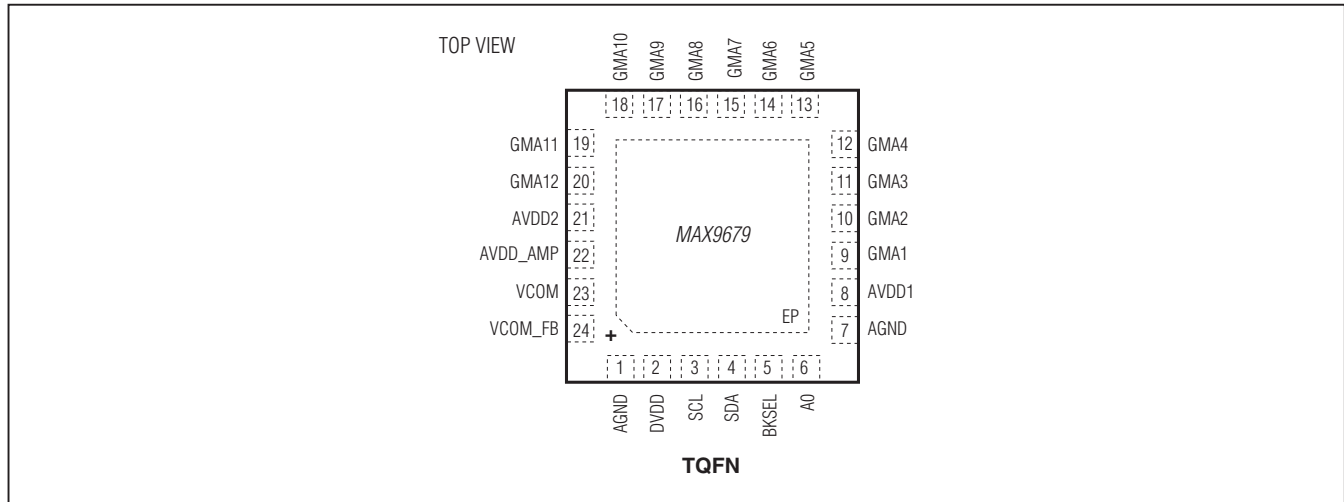 TOP VIEW
GMA10 GMA9 GMA8 GMA7 GMA6 GMA5
18 17 16 15 14 13
GMA11 19 12 GMA4
GMA12 20 11 GMA3
AVDD2 21 10 GMA2
MAX9679
AVDD_AMP 22 9 GMA1
VCOM 23 8 AVDD1
EP
VCOM_FB 24 + 7 AGND
1 2 3 4 5 6
AGND DVDD SCL SDA BKSEL A0
TQFN